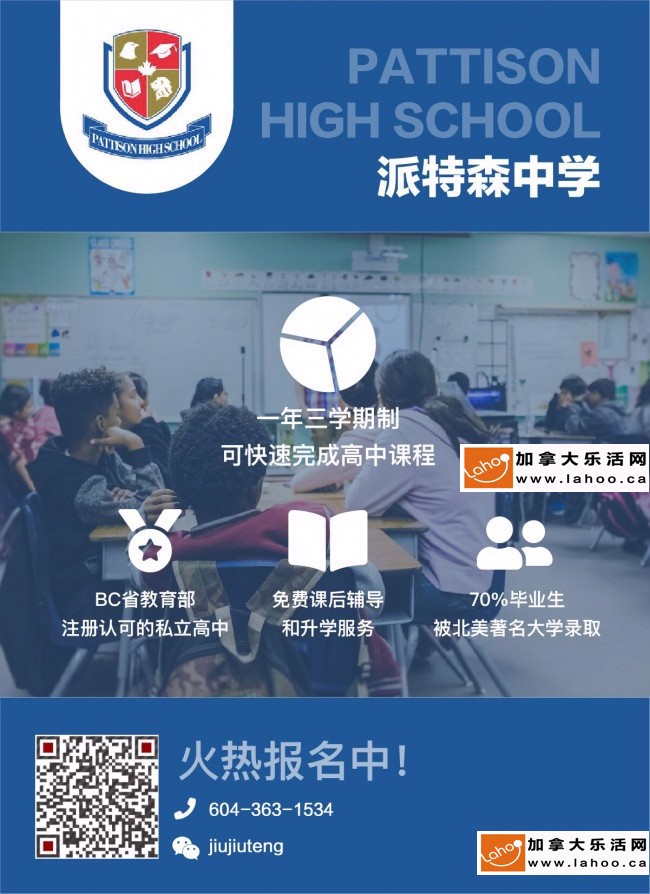 PATTISON HIGH SCHOOL
PATTISON
HIGH SCHOOL
派特森中学
一年三学期制
可快速完成高中课程
Lahoo
加拿大乐活网
www.lahoo.ca
BC省教育部
注册认可的私立高中
免费课后辅导
和升学服务
70%毕业生
被北美著名大学录取
火热报名中!
604-363-1534
jiujiuteng
Lahoo
加拿大乐活网
www.lahoo.ca